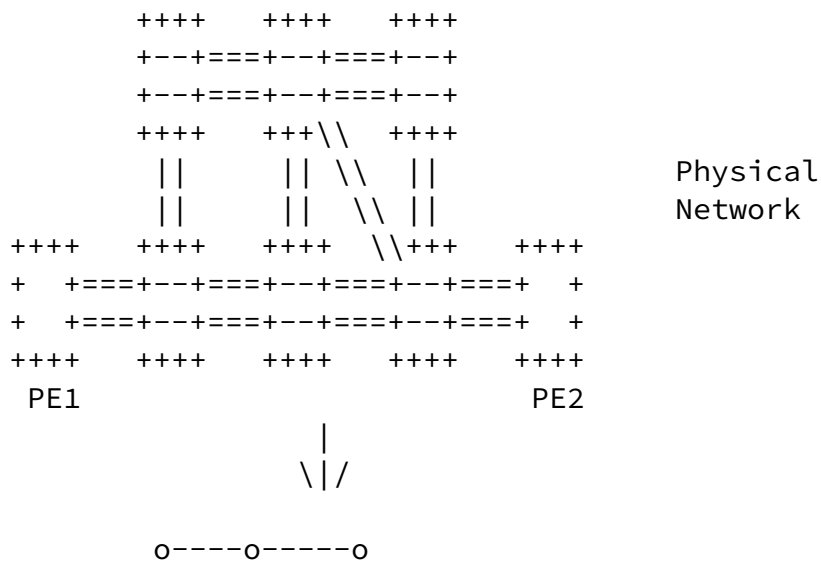 ++++   ++++   ++++
+--+===+--+===+--+
+--+===+--+===+--+
++++   +++\\  ++++
||      || \\  ||      Physical
||      ||  \\ ||      Network
++++   ++++   ++++  \\+++   ++++
+  +===+--+===+--+===+--+===+  +
+  +===+--+===+--+===+--+===+  +
++++   ++++   ++++   ++++   ++++
PE1                           PE2
|
\|/
o----o-----o